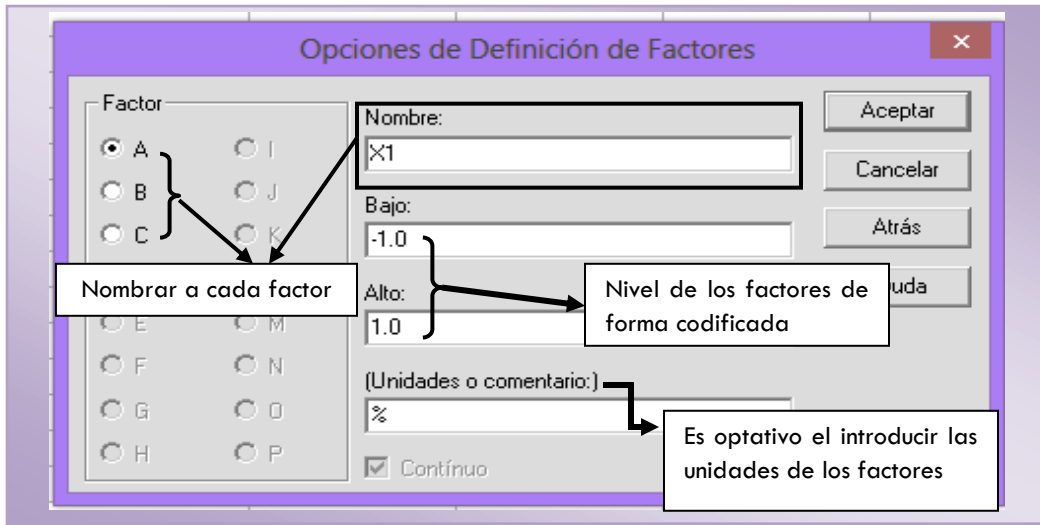 Opciones de Definición de Factores
Factor
A
I
B
J
C
K
E
M
F
N
G
O
H
P
Nombre:
X1
Bajo:
-1.0
Alto:
1.0
(Unidades o comentario:)
%
Contínuo
Aceptar
Cancelar
Atrás
uda
Nombrar a cada factor
Nivel de los factores de
forma codificada
Es optativo el introducir las
unidades de los factores